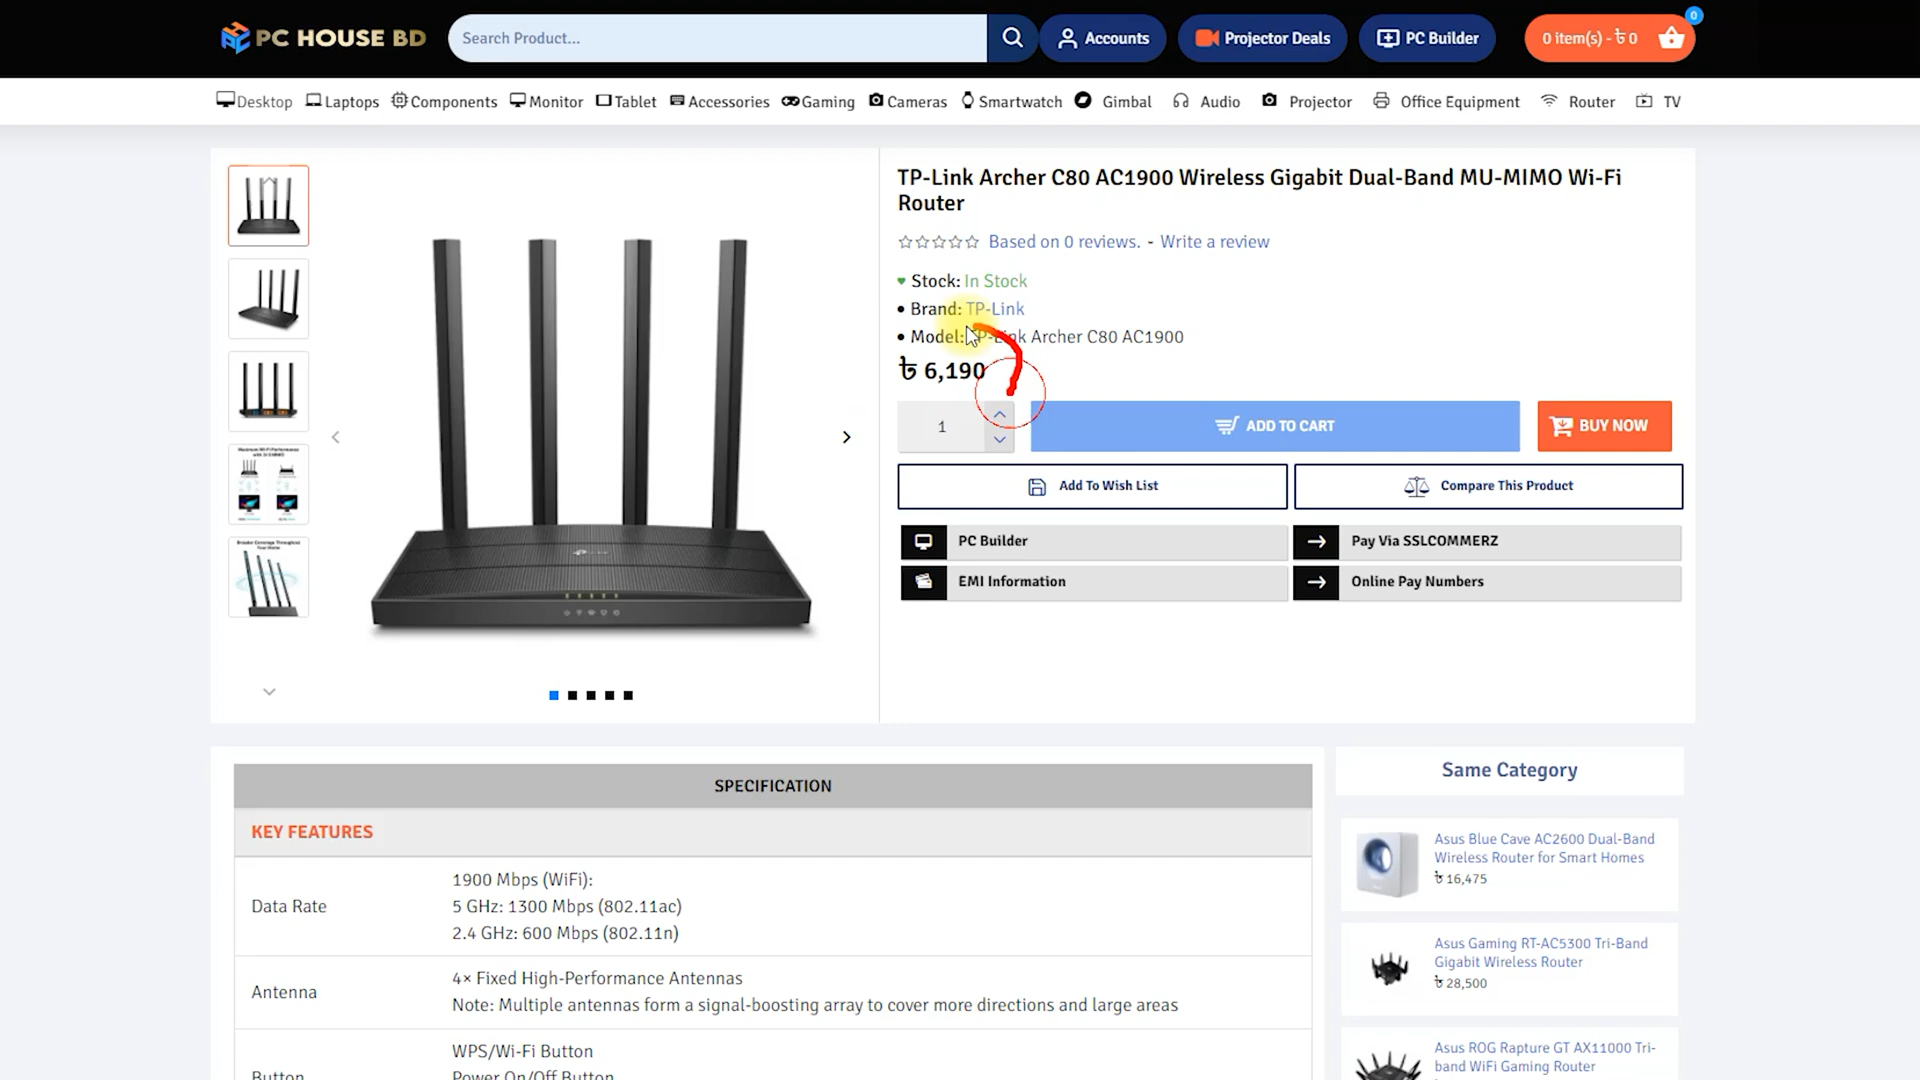 PC HOUSE BD
Search Product...
Accounts
Projector Deals
PC Builder
0 item(s) - ৳ 0
0
Desktop
Laptops
Components
Monitor
Tablet
Accessories
Gaming
Cameras
Smartwatch
Gimbal
Audio
Projector
Office Equipment
Router
TV
TP-Link Archer C80 AC1900 Wireless Gigabit Dual-Band MU-MIMO Wi-Fi
Router
Based on 0 reviews. - Write a review
Stock: In Stock
Brand: TP-Link
Model: TP-Link Archer C80 AC1900
৳ 6,190
1
ADD TO CART
BUY NOW
Add To Wish List
Compare This Product
PC Builder
Pay Via SSLCOMMERZ
EMI Information
Online Pay Numbers
SPECIFICATION
KEY FEATURES
Data Rate
1900 Mbps (WiFi):
5 GHz: 1300 Mbps (802.11ac)
2.4 GHz: 600 Mbps (802.11n)
Antenna
4× Fixed High-Performance Antennas
Note: Multiple antennas form a signal-boosting array to cover more directions and large areas
Button
WPS/Wi-Fi Button
Power On/Off Button
Same Category
Asus Blue Cave AC2600 Dual-Band
Wireless Router for Smart Homes
৳ 16,475
Asus Gaming RT-AC5300 Tri-Band
Gigabit Wireless Router
৳ 28,500
Asus ROG Rapture GT AX11000 Tri-
band WiFi Gaming Router